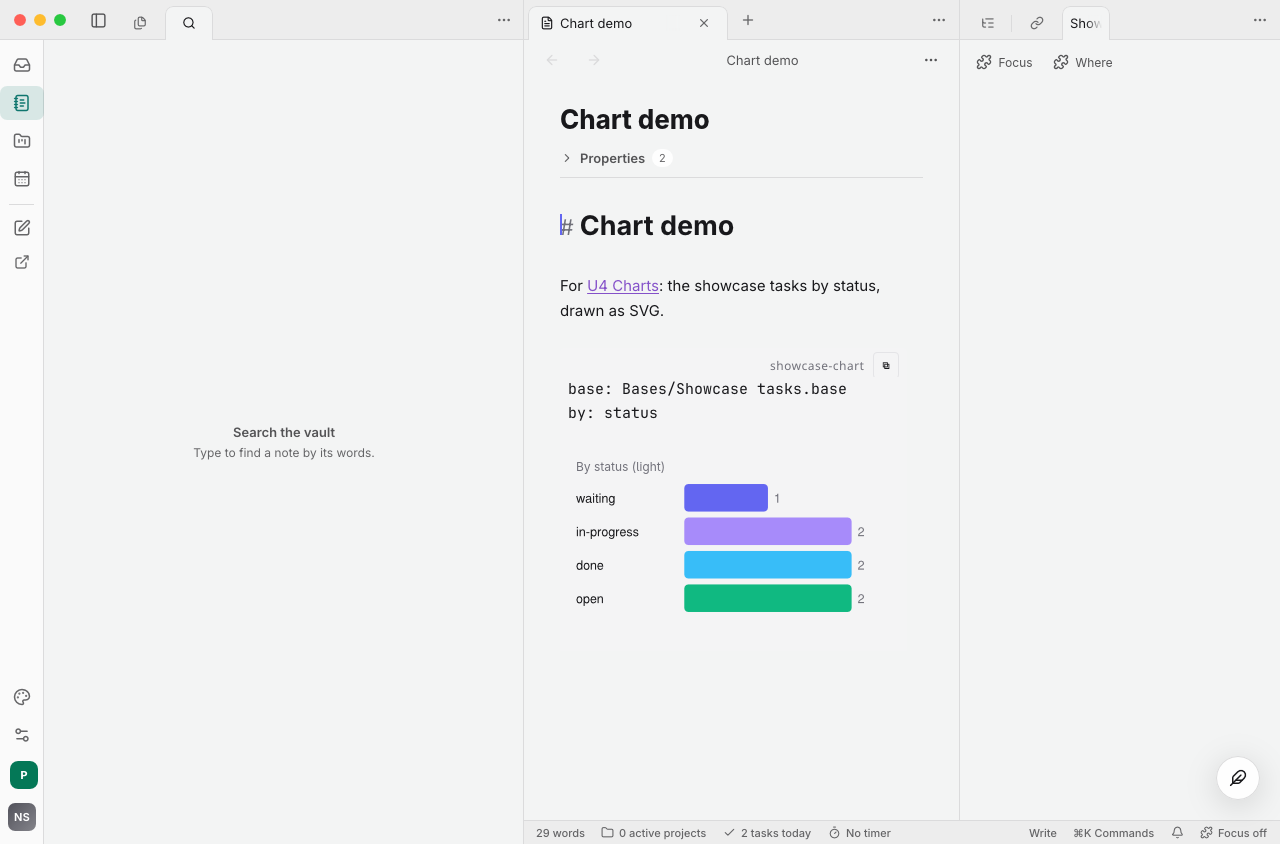 Chart demo
Show
Chart demo
Focus
Where
Chart demo
Properties 2
# Chart demo
For U4 Charts: the showcase tasks by status,
drawn as SVG.
showcase-chart
base: Bases/Showcase tasks.base
by: status
Search the vault
Type to find a note by its words.
By status (light)
waiting 1
in-progress 2
done 2
open 2
P
NS
29 words
0 active projects
2 tasks today
No timer
Write
⌘K Commands
Focus off